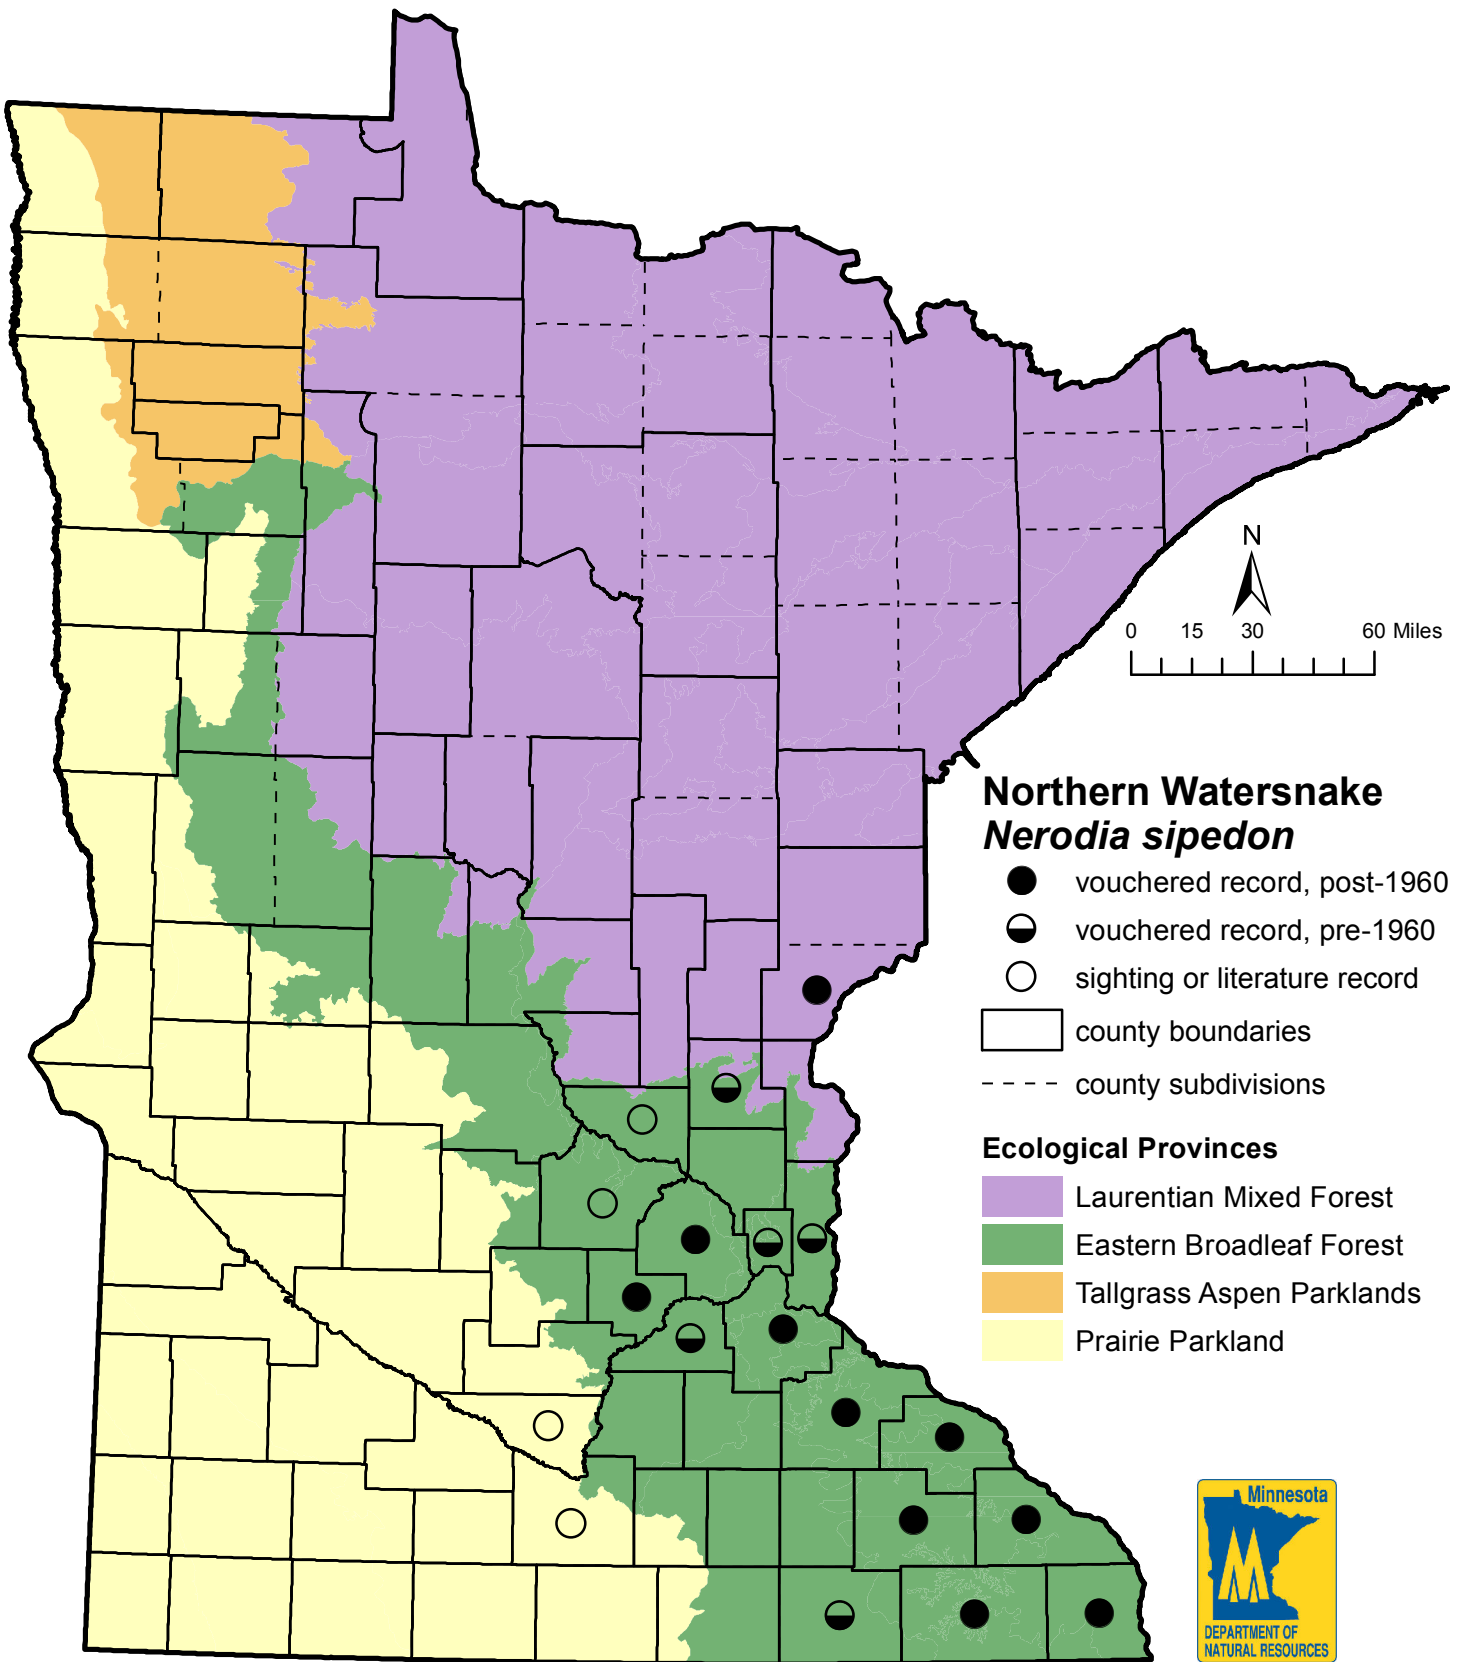 N
0 15 30 60 Miles
Northern Watersnake
Nerodia sipedon
vouchered record, post-1960
vouchered record, pre-1960
sighting or literature record
county boundaries
county subdivisions
Ecological Provinces
Laurentian Mixed Forest
Eastern Broadleaf Forest
Tallgrass Aspen Parklands
Prairie Parkland
Minnesota
DEPARTMENT OF
NATURAL RESOURCES